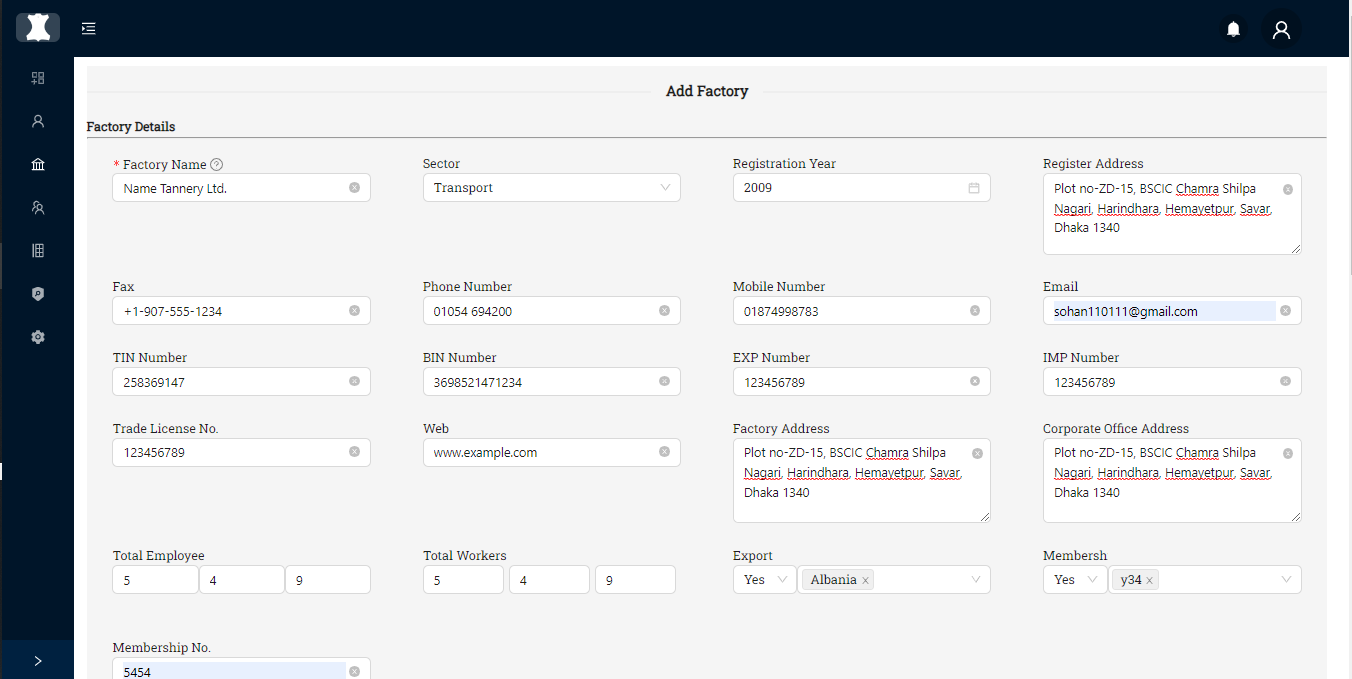 Add Factory
Factory Details
* Factory Name
Sector
Registration Year
Register Address
Name Tannery Ltd.
Transport
2009
Plot no-ZD-15, BSCIC Chamra Shilpa
Nagari, Harindhara, Hemayetpur, Savar,
Dhaka 1340
Fax
Phone Number
Mobile Number
Email
+1-907-555-1234
01054 694200
01874998783
sohan110111@gmail.com
TIN Number
BIN Number
EXP Number
IMP Number
258369147
3698521471234
123456789
123456789
Trade License No.
Web
Factory Address
Corporate Office Address
123456789
www.example.com
Plot no-ZD-15, BSCIC Chamra Shilpa
Nagari, Harindhara, Hemayetpur, Savar,
Dhaka 1340
Plot no-ZD-15, BSCIC Chamra Shilpa
Nagari, Harindhara, Hemayetpur, Savar,
Dhaka 1340
Total Employee
Total Workers
Export
Membersh
5 4 9
5 4 9
Yes Albania
Yes y34
Membership No.
5454